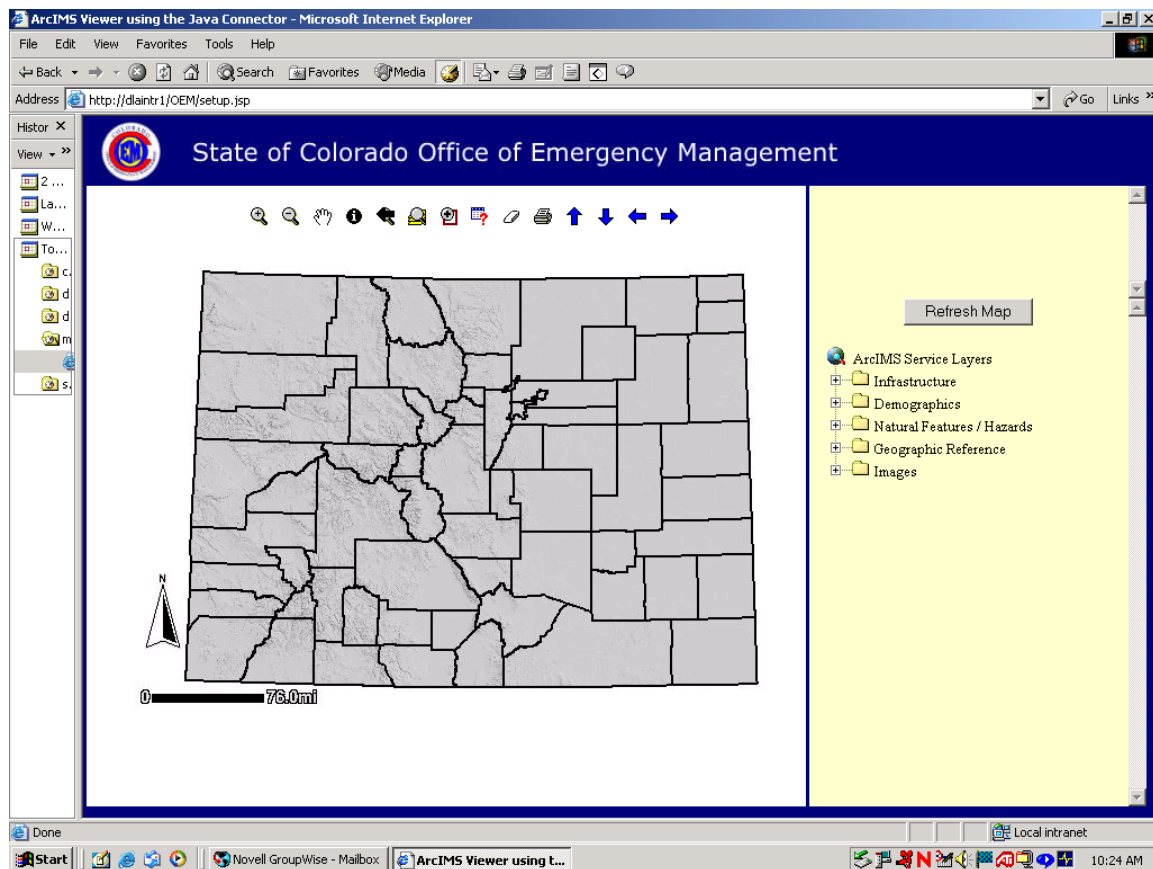 ArcIMS Viewer using the Java Connector - Microsoft Internet Explorer
File Edit View Favorites Tools Help
Back Search Favorites Media
Address http://dlaintr1/OEM/setup.jsp Go Links »
Histor X
View »
2 ...
La...
W...
To...
c.
d
d
m
s.
State of Colorado Office of Emergency Management
Refresh Map
ArcIMS Service Layers
Infrastructure
Demographics
Natural Features / Hazards
Geographic Reference
Images
N
0 76.0mi
Done Local intranet
Start Novell GroupWise - Mailbox ArcIMS Viewer using t... N 10:24 AM